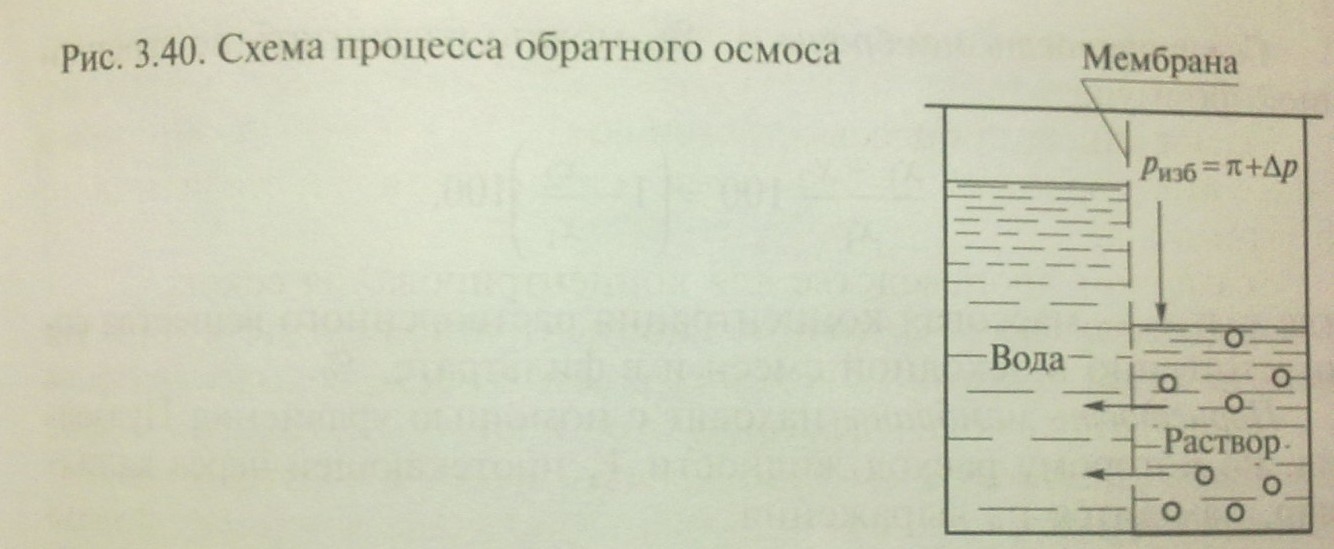 Рис. 3.40. Схема процесса обратного осмоса
Мембрана
pизб = π + Δp
Вода
Раствор